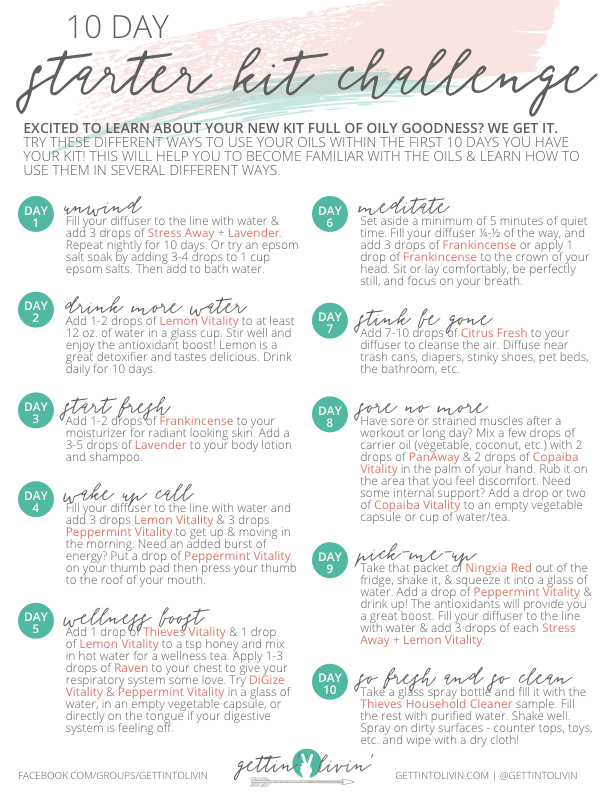 10 DAY
starter kit challenge
EXCITED TO LEARN ABOUT YOUR NEW KIT FULL OF OILY GOODNESS? WE GET IT.
TRY THESE DIFFERENT WAYS TO USE YOUR OILS WITHIN THE FIRST 10 DAYS YOU HAVE
YOUR KIT! THIS WILL HELP YOU TO BECOME FAMILIAR WITH THE OILS & LEARN HOW TO
USE THEM IN SEVERAL DIFFERENT WAYS.
DAY
1
unwind
Fill your diffuser to the line with water &
add 3 drops of Stress Away + Lavender.
Repeat nightly for 10 days. Or try an epsom
salt soak by adding 3-4 drops to 1 cup
epsom salts. Then add to bath water.
DAY
2
drink more water
Add 1-2 drops of Lemon Vitality to at least
12 oz. of water in a glass cup. Stir well and
enjoy the antioxidant boost! Lemon is a
great detoxifier and tastes delicious. Drink
daily for 10 days.
DAY
3
start fresh
Add 1-2 drops of Frankincense to your
moisturizer for radiant looking skin. Add a
3-5 drops of Lavender to your body lotion
and shampoo.
DAY
4
wake up call
Fill your diffuser to the line with water and
add 3 drops Lemon Vitality & 3 drops
Peppermint Vitality to get up & moving in
the morning. Need an added burst of
energy? Put a drop of Peppermint Vitality
on your thumb pad then press your thumb
to the roof of your mouth.
DAY
5
wellness boost
Add 1 drop of Thieves Vitality & 1 drop
of Lemon Vitality to a tsp honey and mix
in hot water for a wellness tea. Apply 1-3
drops of Raven to your chest to give your
respiratory system some love. Try DiGize
Vitality & Peppermint Vitality in a glass of
water, in an empty vegetable capsule, or
directly on the tongue if your digestive
system is feeling off.
DAY
6
meditate
Set aside a minimum of 5 minutes of quiet
time. Fill your diffuser ¼-½ of the way, and
add 3 drops of Frankincense or apply 1
drop of Frankincense to the crown of your
head. Sit or lay comfortably, be perfectly
still, and focus on your breath.
DAY
7
stink be gone
Add 7-10 drops of Citrus Fresh to your
diffuser to cleanse the air. Diffuse near
trash cans, diapers, stinky shoes, pet beds,
the bathroom, etc.
DAY
8
sore no more
Have sore or strained muscles after a
workout or long day? Mix a few drops of
carrier oil (vegetable, coconut, etc.) with 2
drops of PanAway & 2 drops of Copaiba
Vitality in the palm of your hand. Rub it on
the area that you feel discomfort. Need
some internal support? Add a drop or two
of Copaiba Vitality to an empty vegetable
capsule or cup of water/tea.
DAY
9
pick-me-up
Take that packet of Ningxia Red out of the
fridge, shake it, & squeeze it into a glass of
water. Add a drop of Peppermint Vitality &
drink up! The antioxidants will provide you
a great boost. Fill your diffuser to the line
with water & add 3 drops of each Stress
Away + Lemon Vitality.
DAY
10
so fresh and so clean
Take a glass spray bottle and fill it with the
Thieves Household Cleaner sample. Fill
the rest with purified water. Shake well.
Spray on dirty surfaces - counter tops, toys,
etc. and wipe with a dry cloth!
FACEBOOK.COM/GROUPS/GETTINTOLIVIN
gettin livin'
GETTINTOLIVIN.COM | @GETTINTOLIVIN